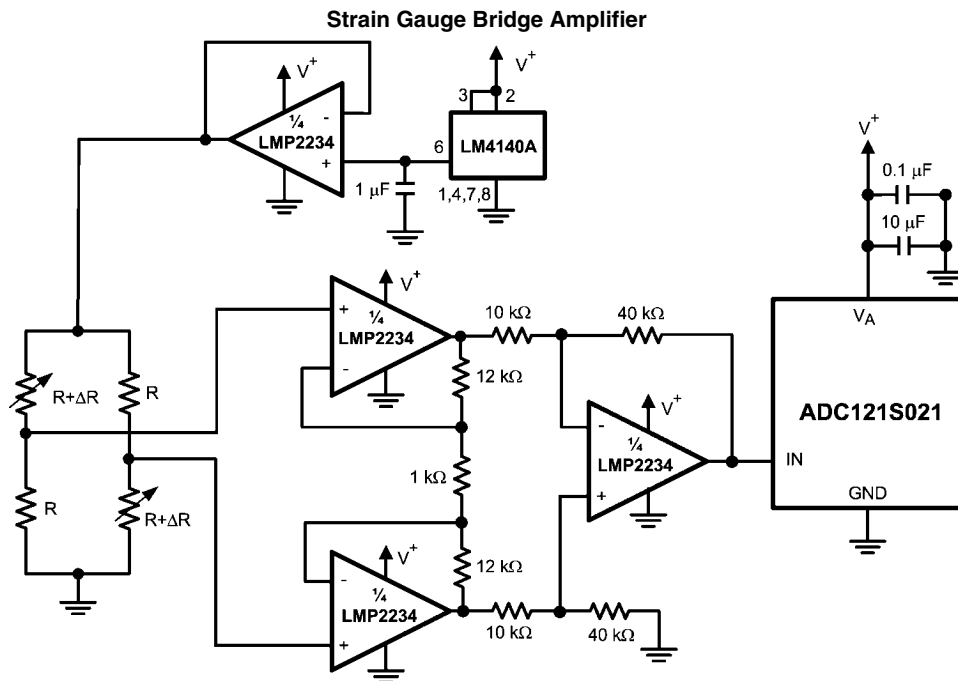 Strain Gauge Bridge Amplifier
V+
V+
3
2
¼
LMP2234
-
+
6
LM4140A
1 µF
1,4,7,8
V+
0.1 µF
10 µF
VA
ADC121S021
IN
GND
R+ΔR
R
R
R+ΔR
+
-
V+
¼
LMP2234
10 kΩ
40 kΩ
12 kΩ
1 kΩ
12 kΩ
-
+
V+
¼
LMP2234
-
+
V+
¼
LMP2234
10 kΩ
40 kΩ